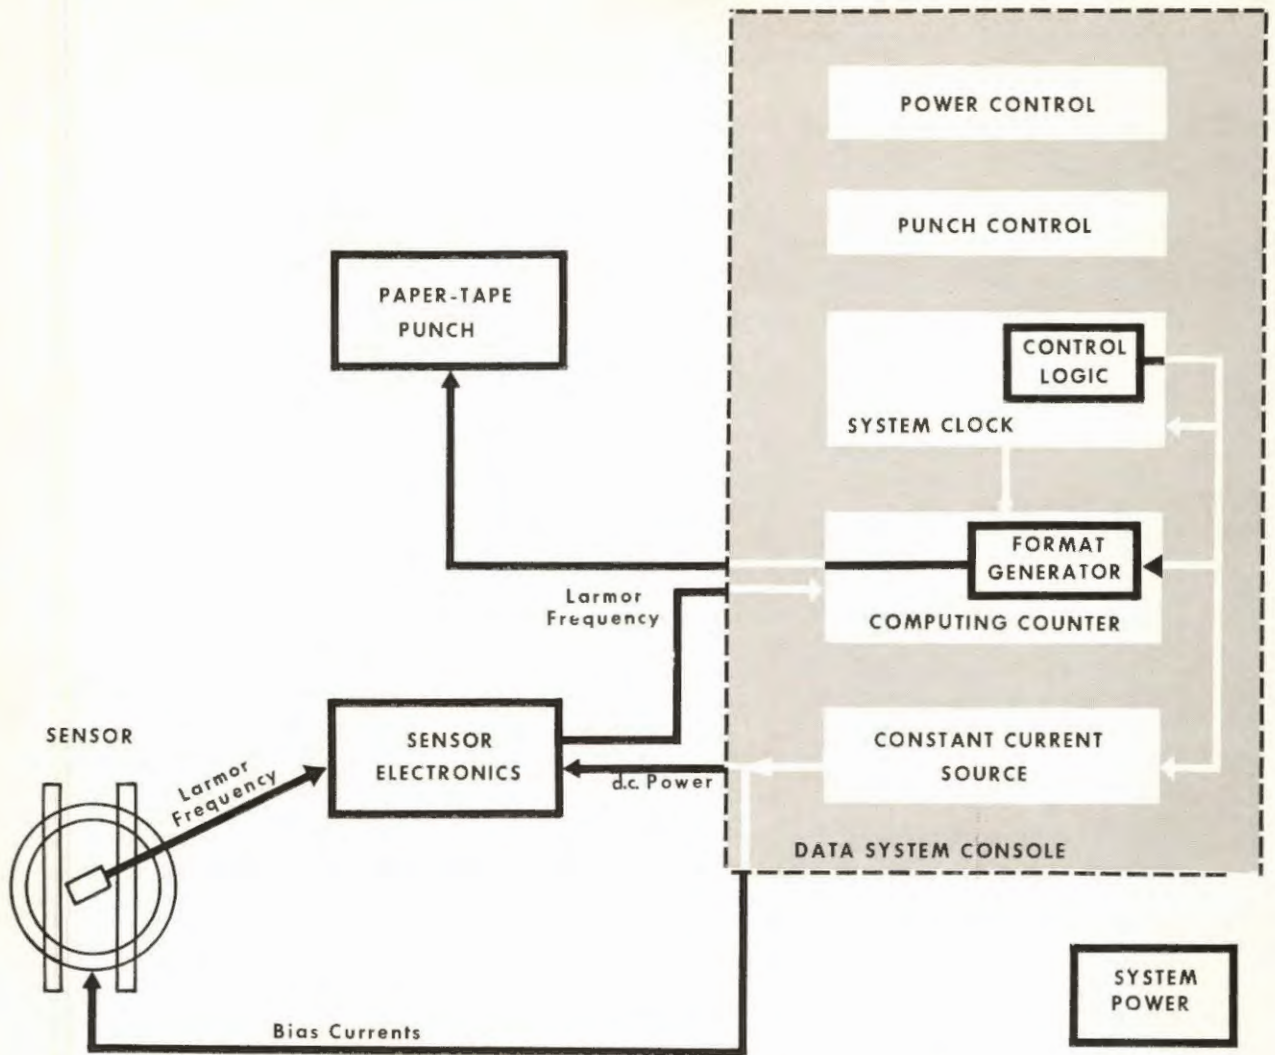 POWER CONTROL
PUNCH CONTROL
PAPER-TAPE
PUNCH
CONTROL
LOGIC
SYSTEM CLOCK
FORMAT
GENERATOR
COMPUTING COUNTER
Larmor
Frequency
SENSOR
Larmor
Frequency
SENSOR
ELECTRONICS
d.c. Power
CONSTANT CURRENT
SOURCE
DATA SYSTEM CONSOLE
SYSTEM
POWER
Bias Currents